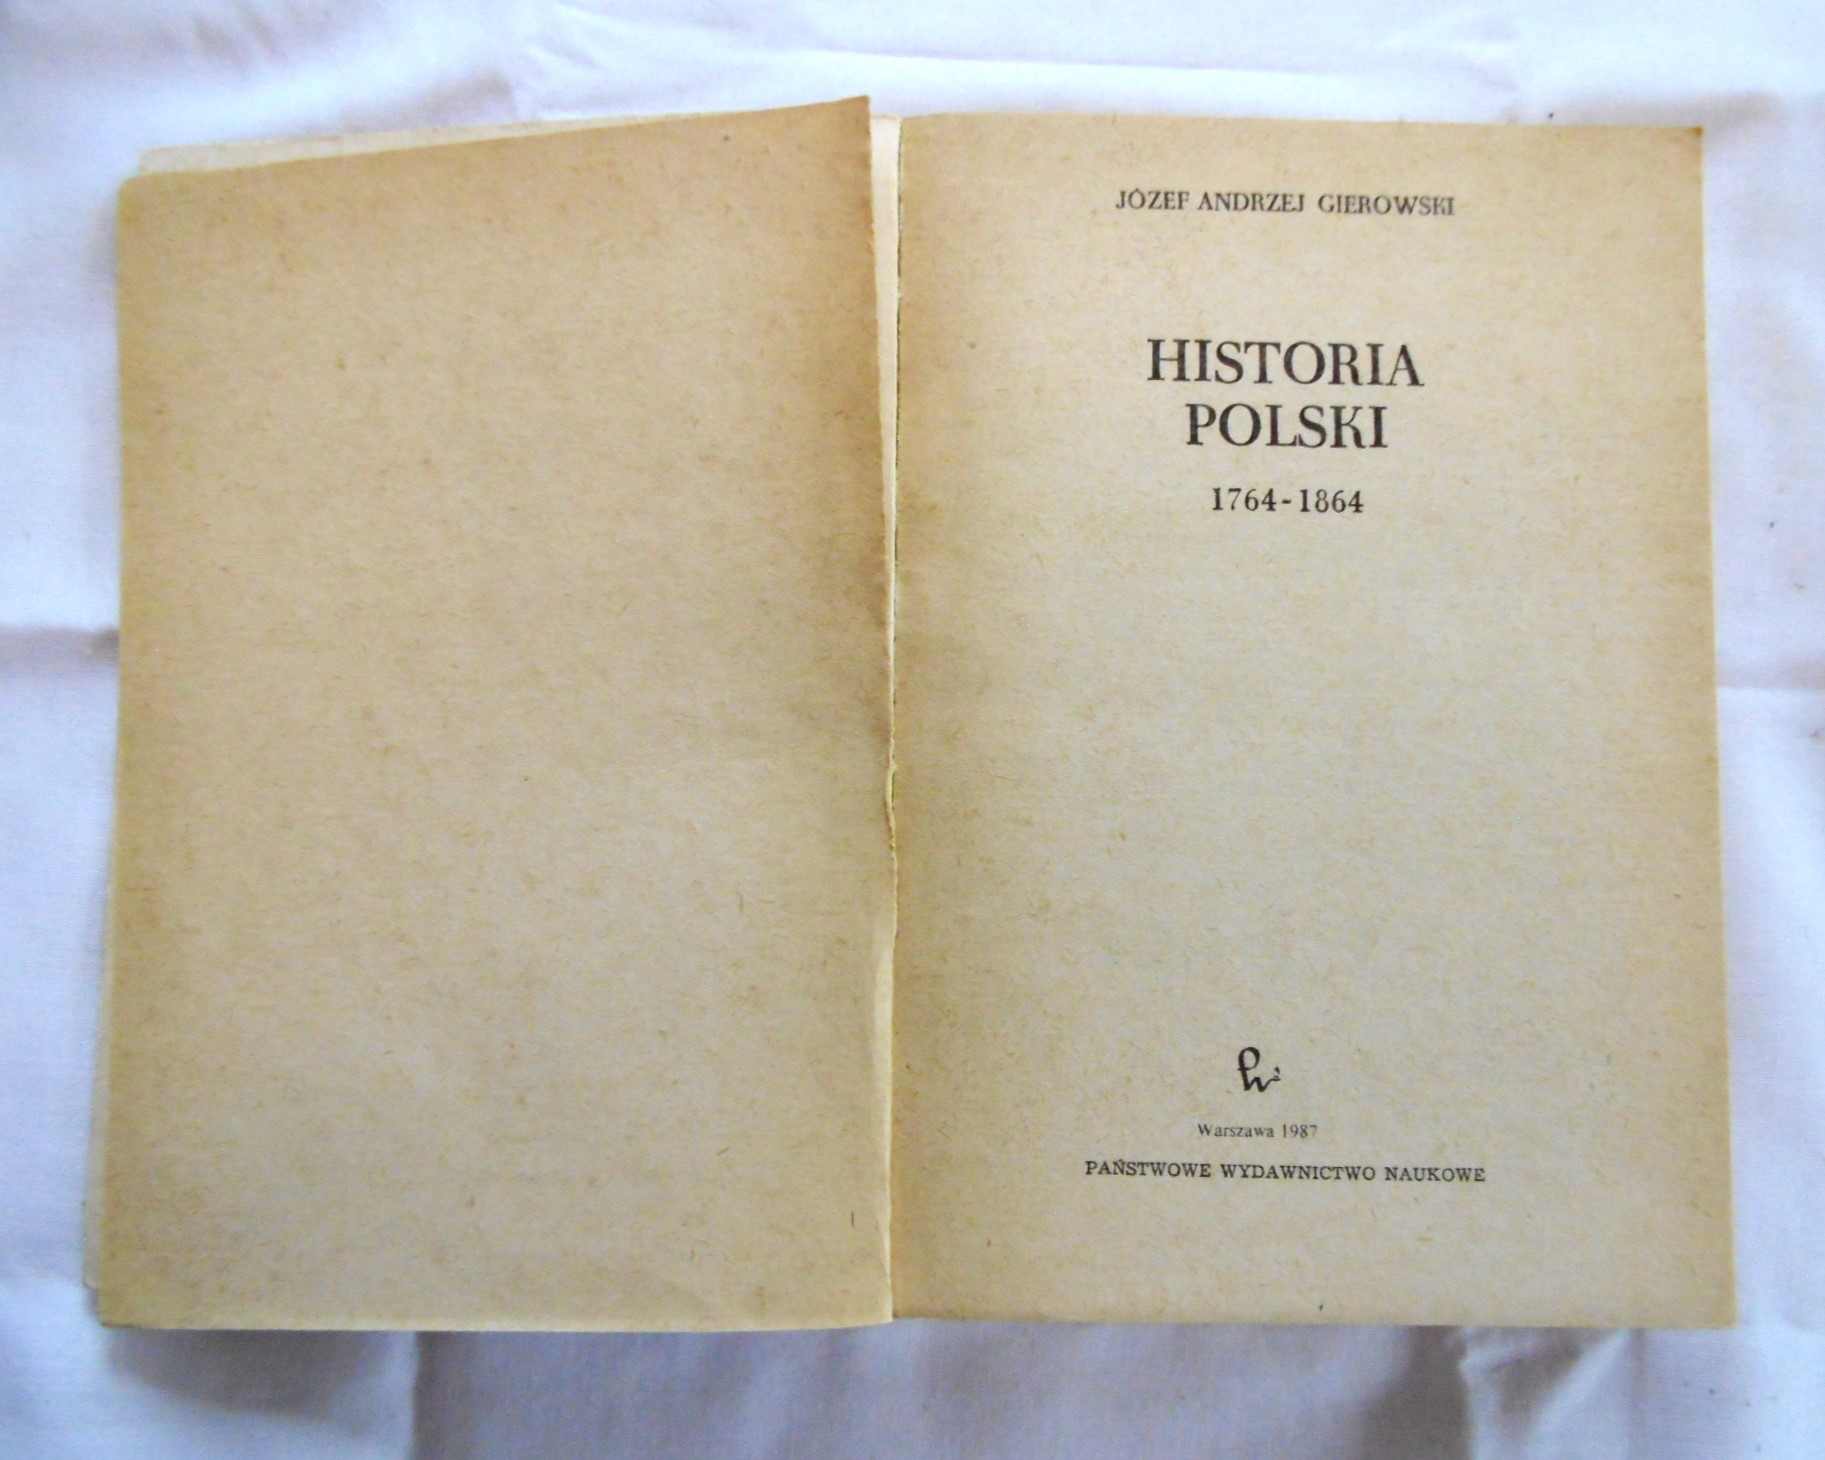 JÓZEF ANDRZEJ GIEROWSKI
HISTORIA
POLSKI
1764-1864
Warszawa 1987
PAŃSTWOWE WYDAWNICTWO NAUKOWE